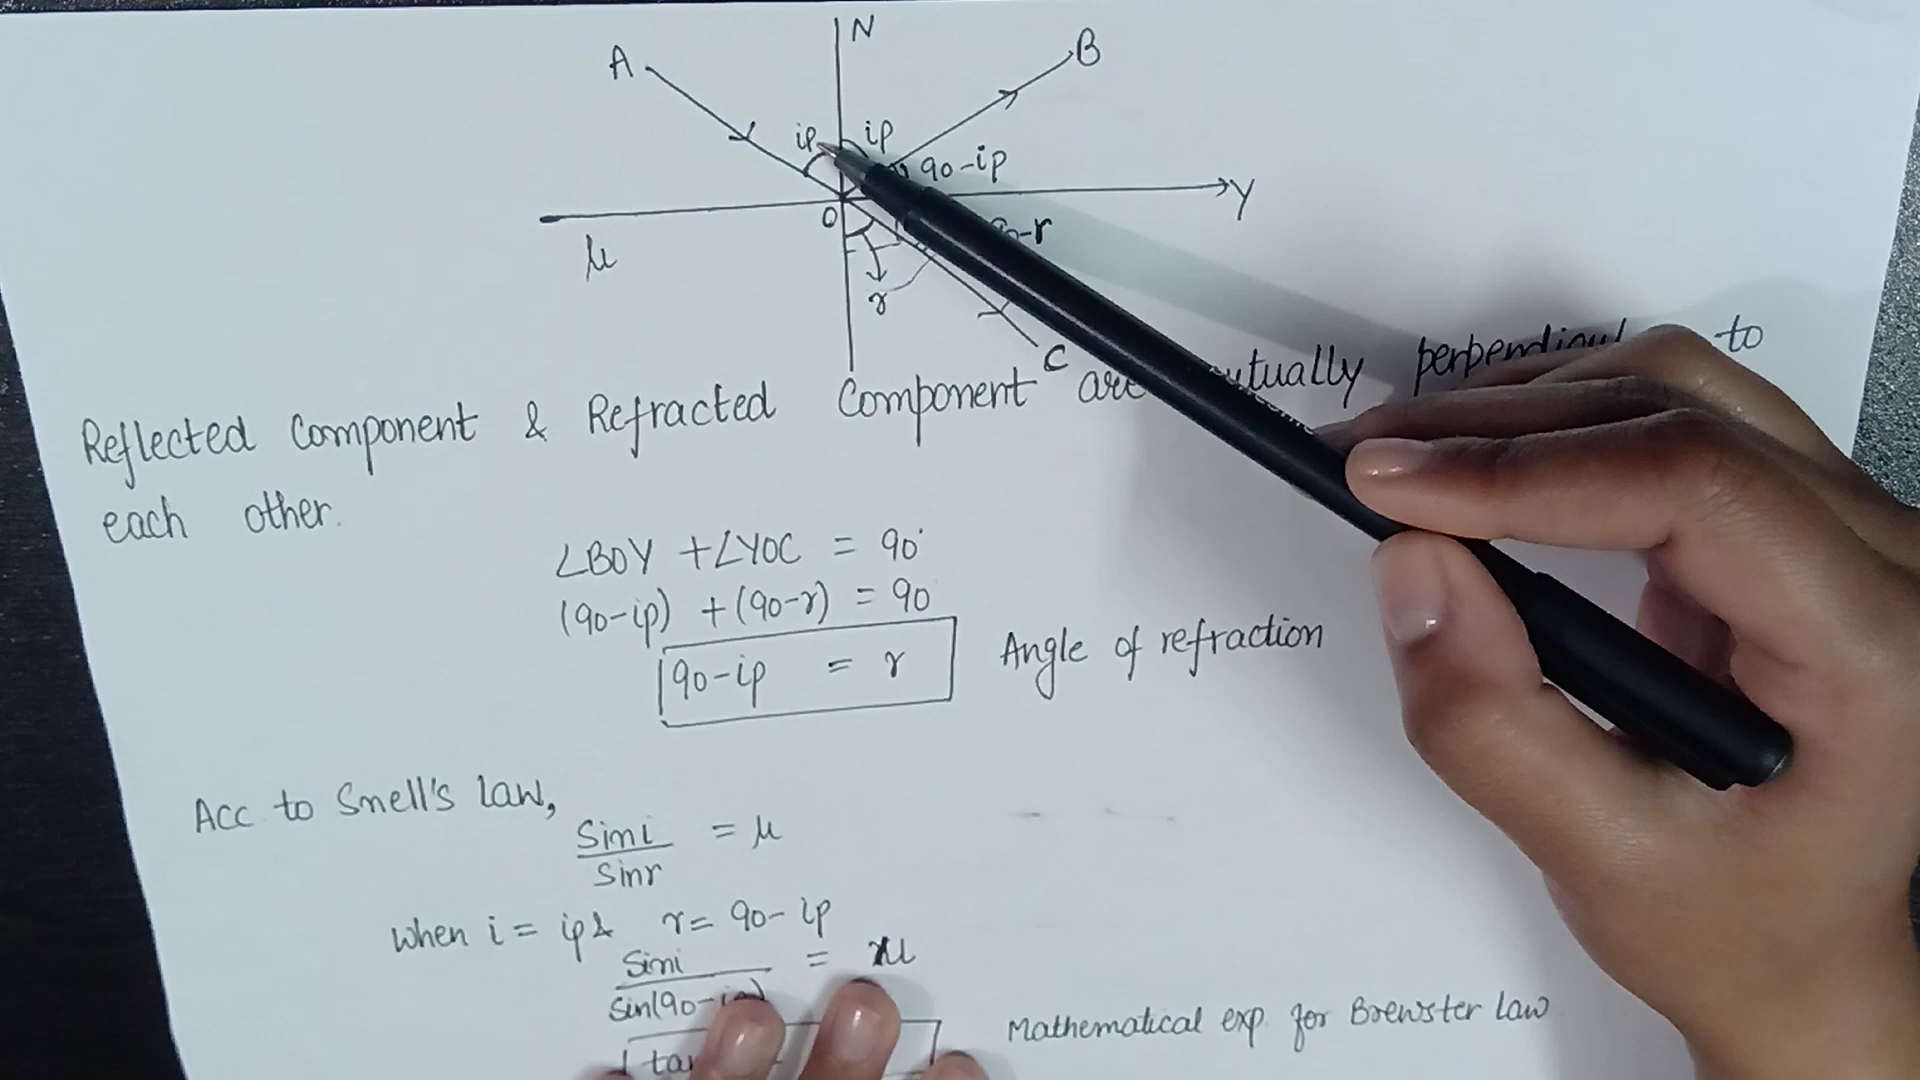 N
A
B
ip
ip
90-ip
Y
O
-r
μ
r
C
Reflected Component & Refracted Component are to
each other.
∠BOY + ∠YOC = 90°
(90-ip) + (90-r) = 90
90-ip = r
Angle of refraction
Acc. to Snell's law,
Sini = μ
Sinr
when i = ip & r = 90-ip
Sini = μ
Sin(90-ip)
tan
Mathematical exp. for Brewster law